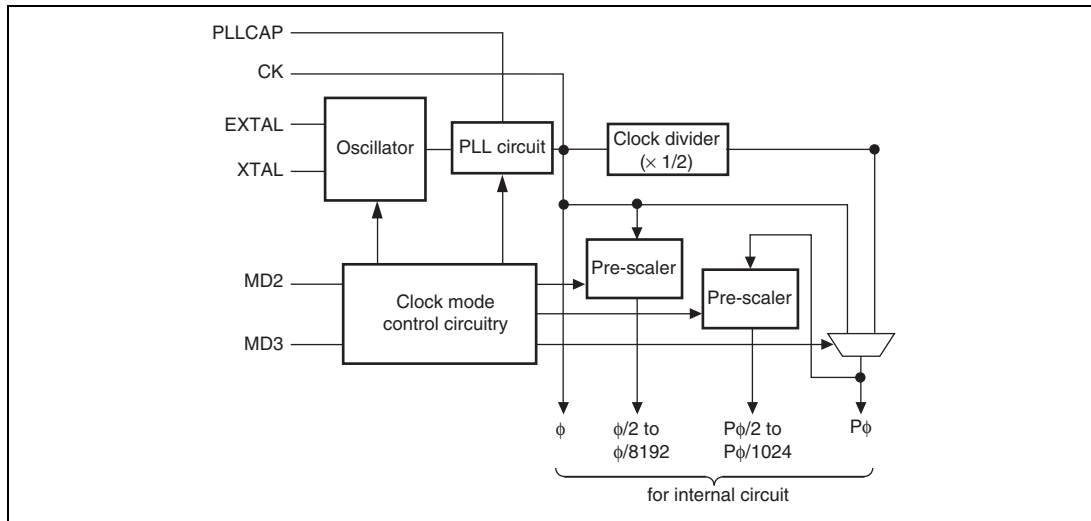 PLLCAP
CK
EXTAL
XTAL
Oscillator
PLL circuit
Clock divider
(× 1/2)
MD2
MD3
Clock mode
control circuitry
Pre-scaler
Pre-scaler
ϕ
ϕ/2 to
ϕ/8192
Pϕ/2 to
Pϕ/1024
Pϕ
for internal circuit